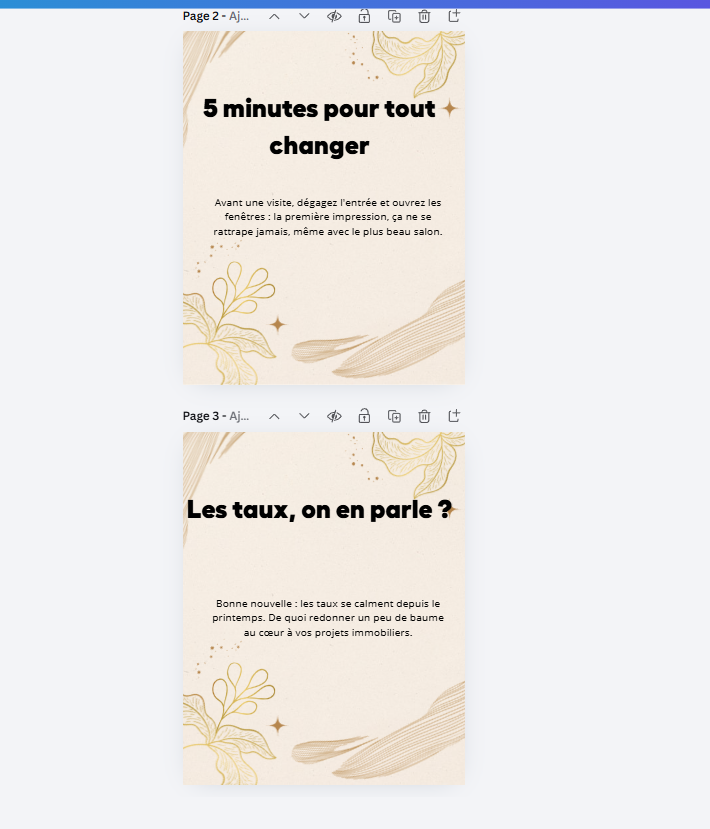 Page 2 - Aj...
5 minutes pour tout
changer
Avant une visite, dégagez l'entrée et ouvrez les
fenêtres : la première impression, ça ne se
rattrape jamais, même avec le plus beau salon.
Page 3 - Aj...
Les taux, on en parle ?
Bonne nouvelle : les taux se calment depuis le
printemps. De quoi redonner un peu de baume
au cœur à vos projets immobiliers.